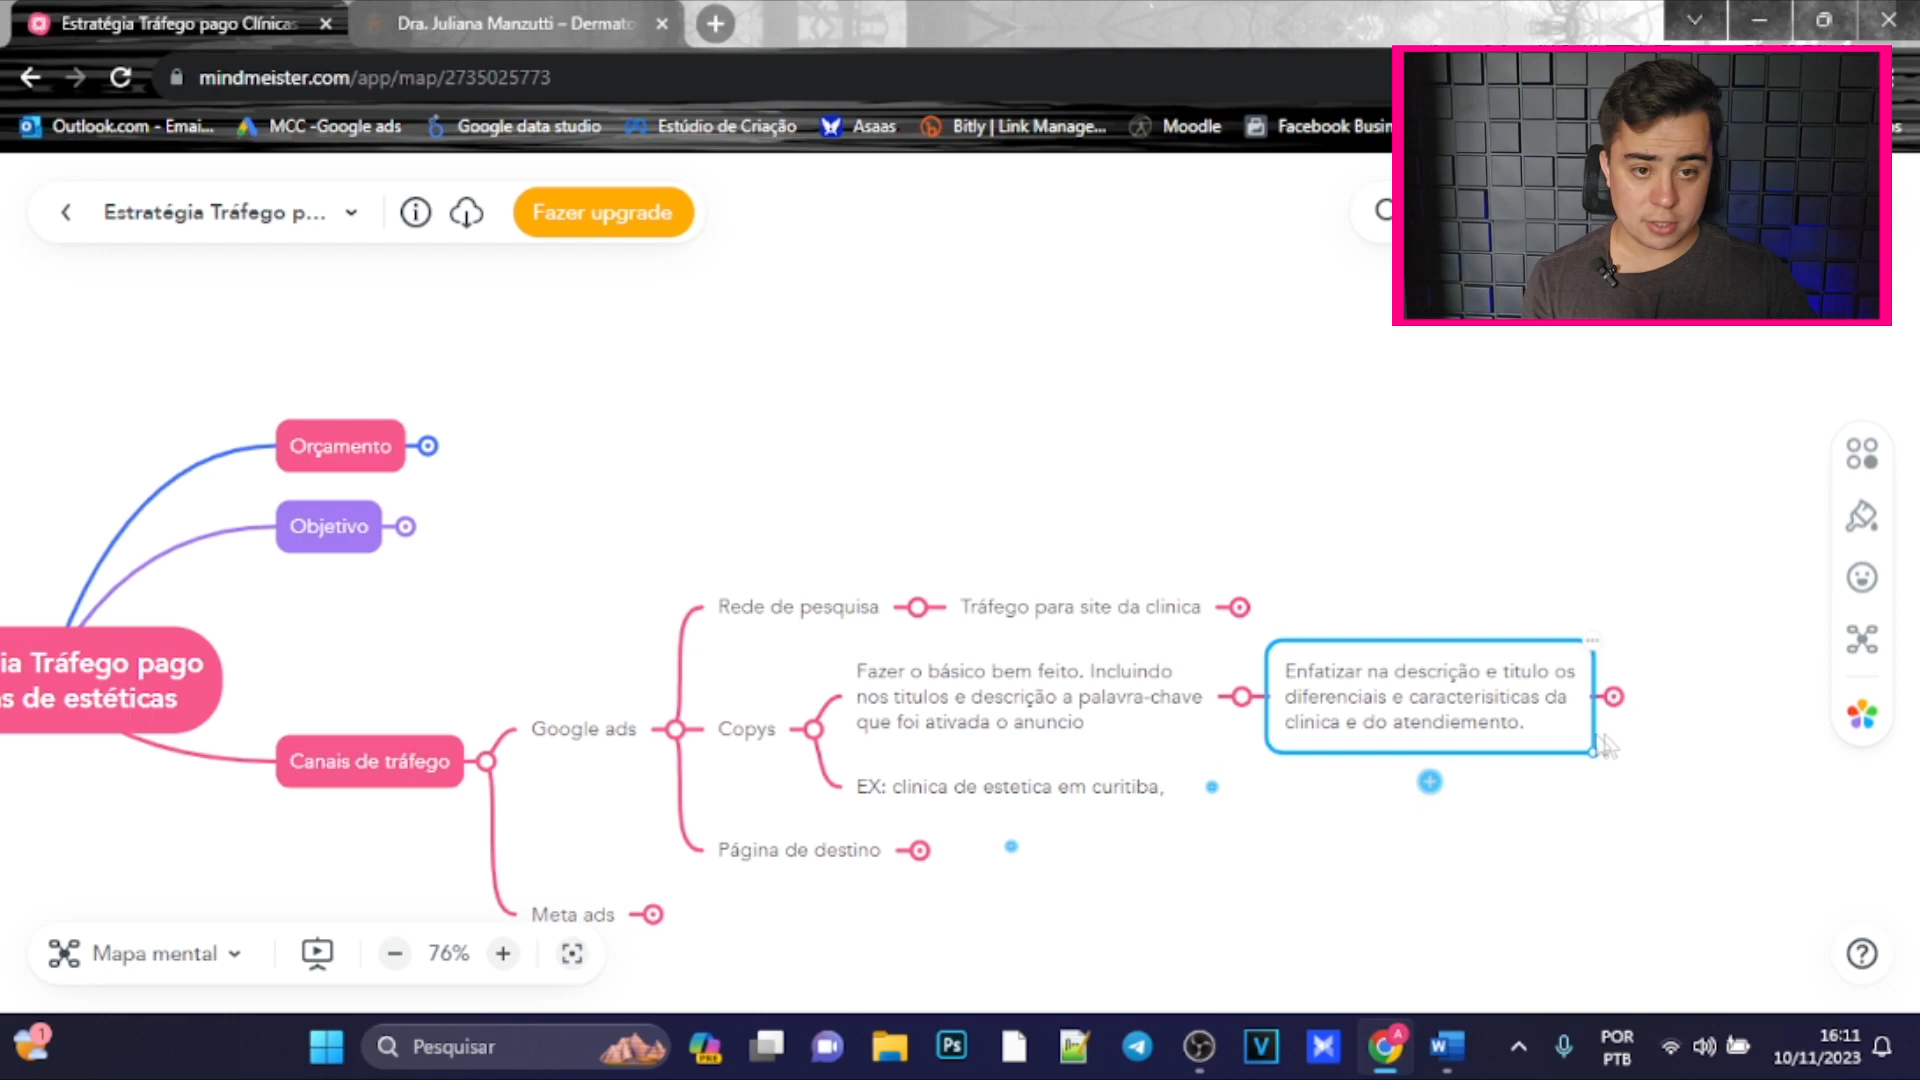 Estratégia Tráfego pago Clínicas
Dra. Juliana Manzutti – Dermato
mindmeister.com/app/map/2735025773
Outlook.com - Emai...
MCC -Google ads
Google data studio
Estúdio de Criação
Asaas
Bitly | Link Manage...
Moodle
Facebook Busin
Estratégia Tráfego p...
Fazer upgrade
Orçamento
Objetivo
Rede de pesquisa
Tráfego para site da clinica
ia Tráfego pago
s de estéticas
Fazer o básico bem feito. Incluindo
nos titulos e descrição a palavra-chave
que foi ativada o anuncio
Enfatizar na descrição e titulo os
diferenciais e caracterisiticas da
clinica e do atendiemento.
Google ads
Copys
Canais de tráfego
EX: clinica de estetica em curitiba,
Página de destino
Meta ads
Mapa mental
76%
1
Pesquisar
PRE
Ps
V
A
W
POR
PTB
16:11
10/11/2023